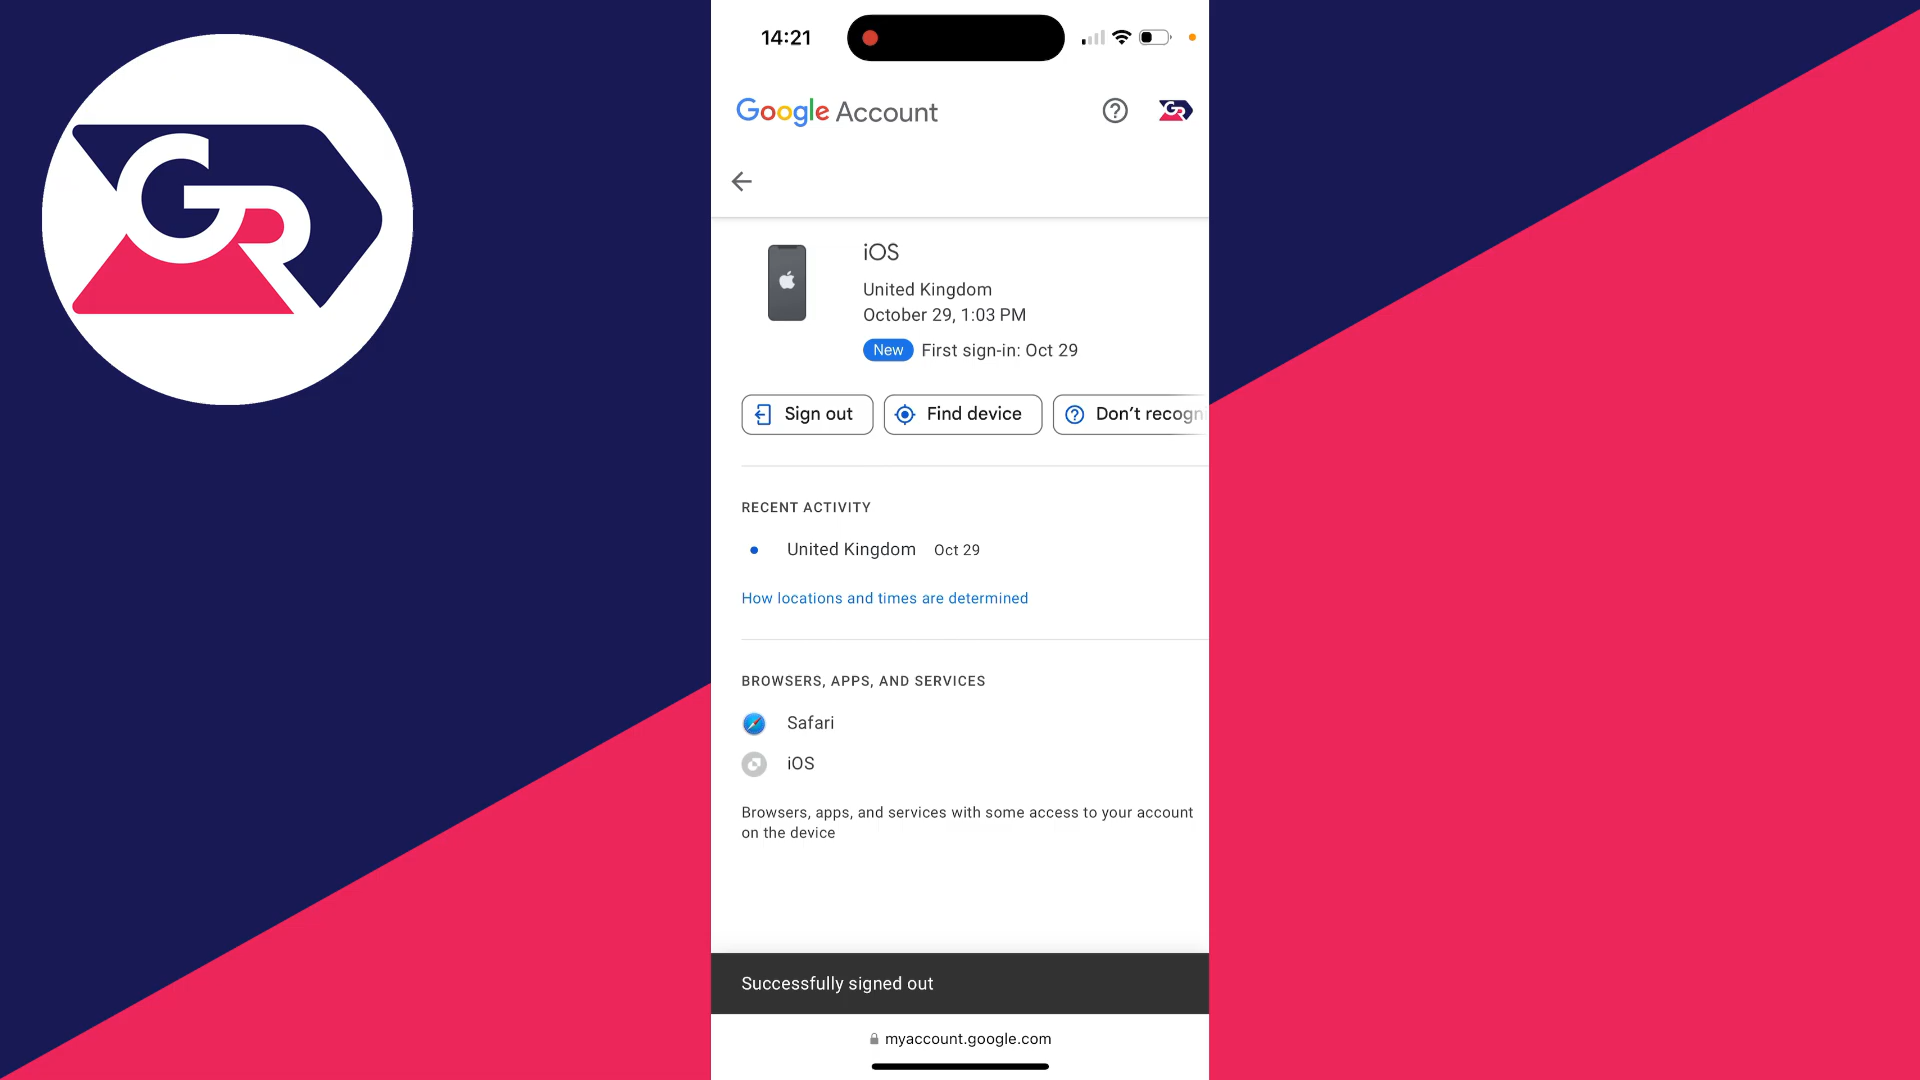 GR
14:21
Google Account
GR
iOS
United Kingdom
October 29, 1:03 PM
New First sign-in: Oct 29
Sign out Find device Don't recogn
RECENT ACTIVITY
United Kingdom Oct 29
How locations and times are determined
BROWSERS, APPS, AND SERVICES
Safari
iOS
Browsers, apps, and services with some access to your account
on the device
Successfully signed out
myaccount.google.com